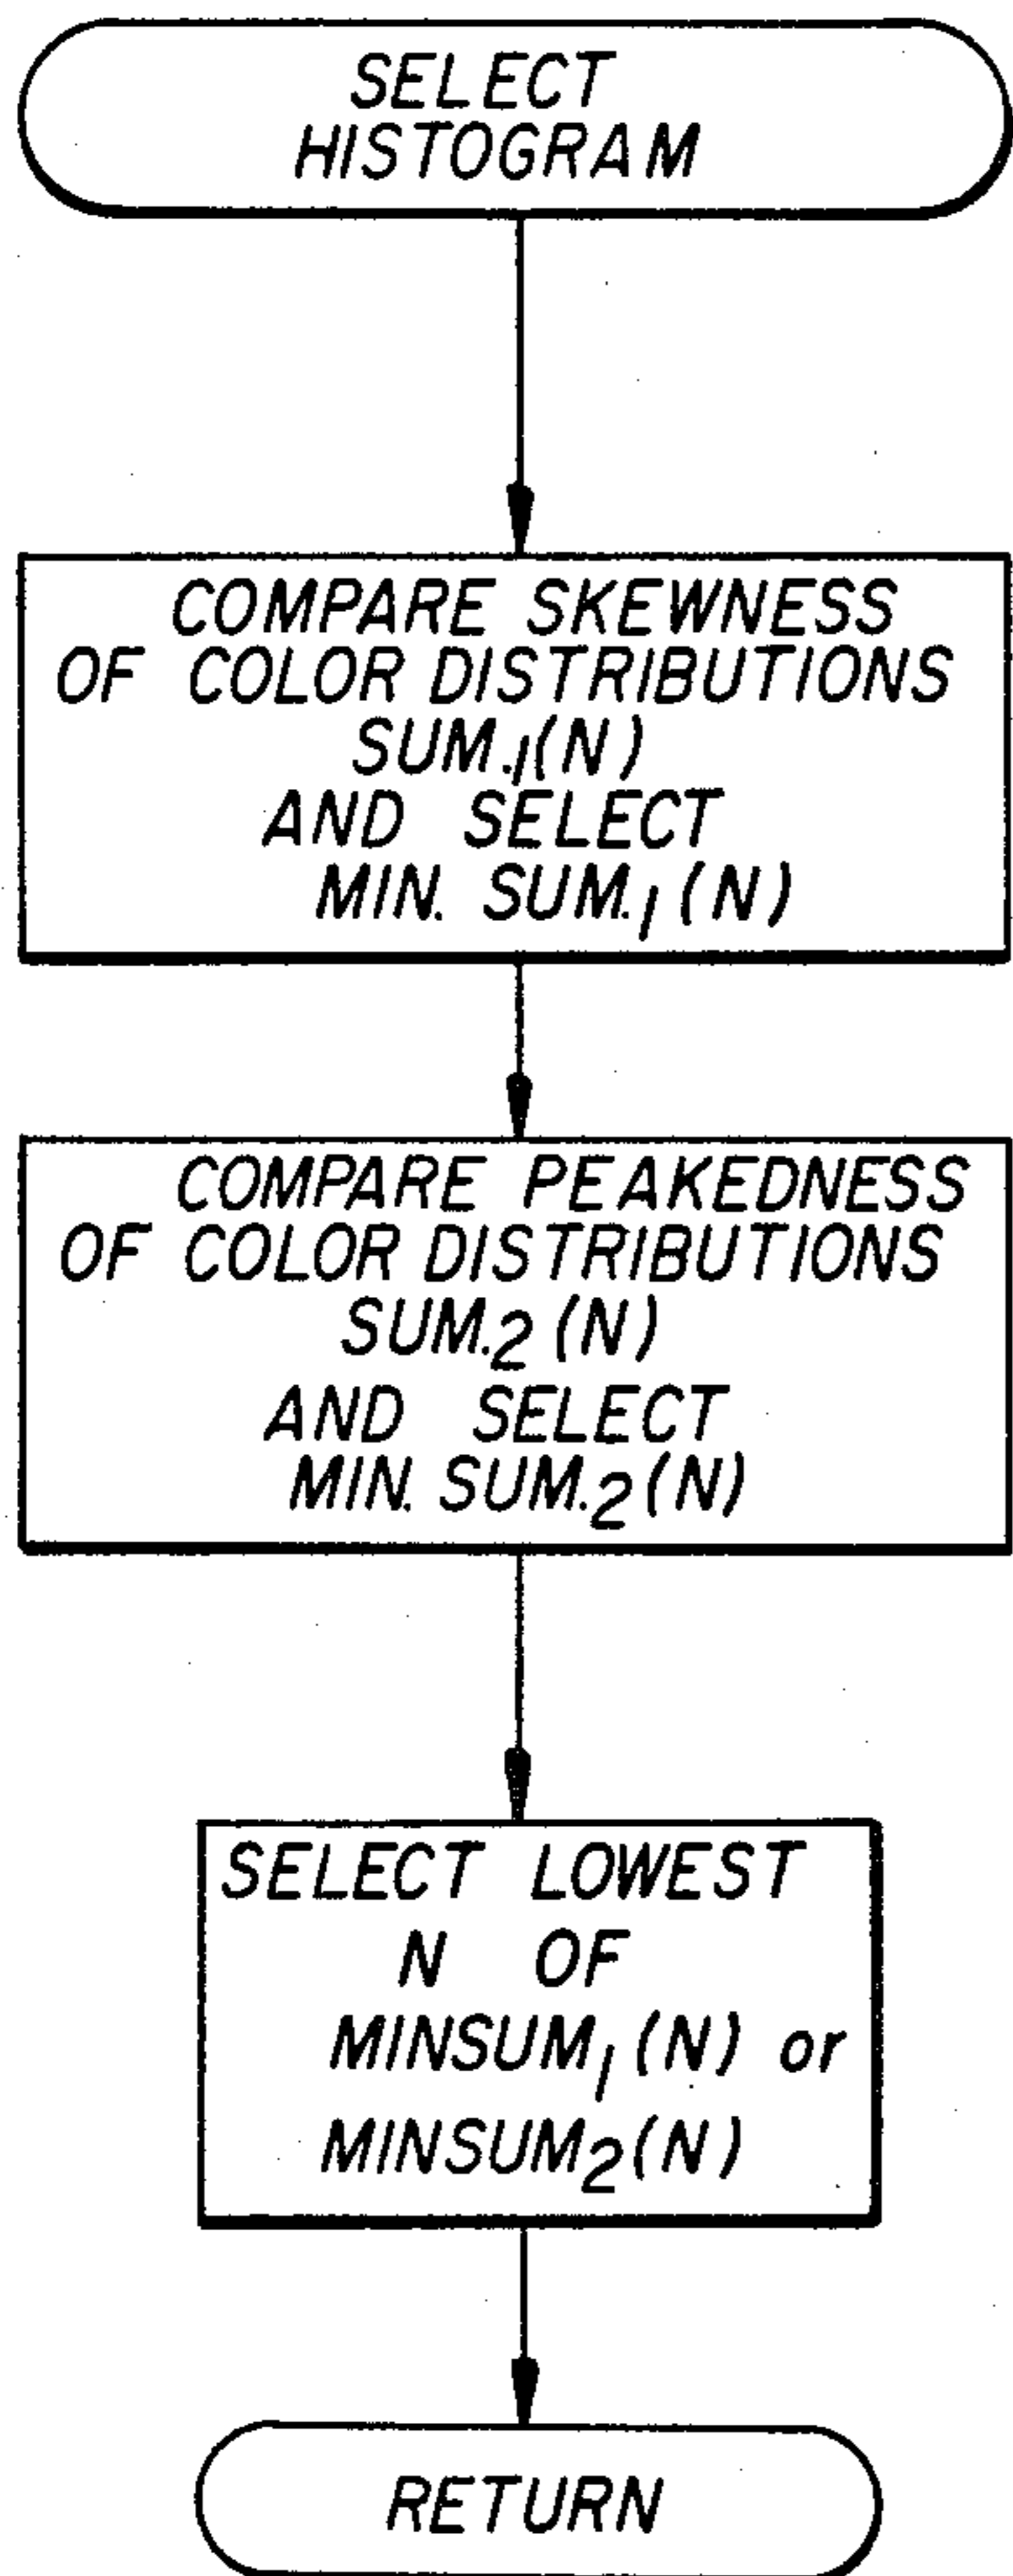 SELECT
HISTOGRAM
COMPARE SKEWNESS
OF COLOR DISTRIBUTIONS
SUM.₁(N)
AND SELECT
MIN. SUM.₁(N)
COMPARE PEAKEDNESS
OF COLOR DISTRIBUTIONS
SUM.₂(N)
AND SELECT
MIN. SUM.₂(N)
SELECT LOWEST
N OF
MINSUM₁(N) or
MINSUM₂(N)
RETURN